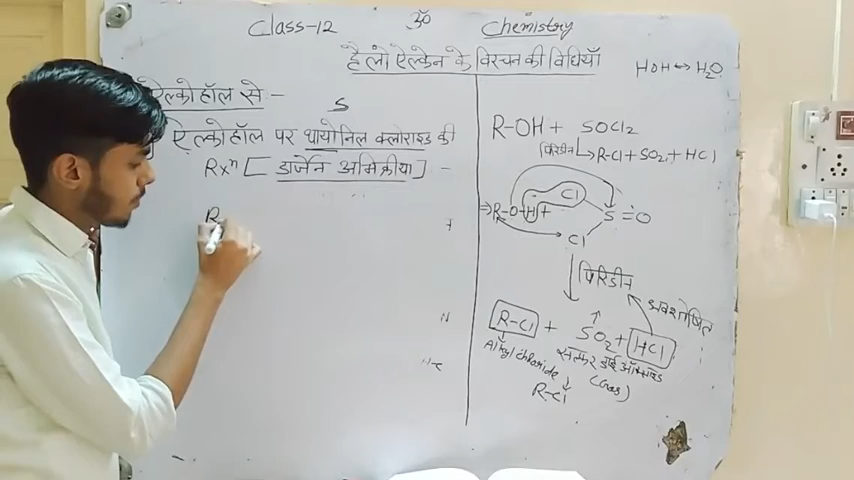 Class-12 ॐ Chemistry
हैलो ऐल्केन के विरचन की विधियाँ
HOH ↔ H2O
ऐल्कोहॉल से -
S
ऐल्कोहॉल पर थायोनिल क्लोराइड की
Rxn [ डार्जेन अभिक्रीया ] -
R
R-OH + SOCl2
पिरिडीन → R-Cl + SO2 + HCl
⇒ R-O-H + Cl
S = O
Cl
↓ पिरिडीन
अवशोषित
R-Cl + SO2 ↑ + HCl
Alkyl chloride
सल्फर डाई ऑक्साइड
(Gas)
R-Cl